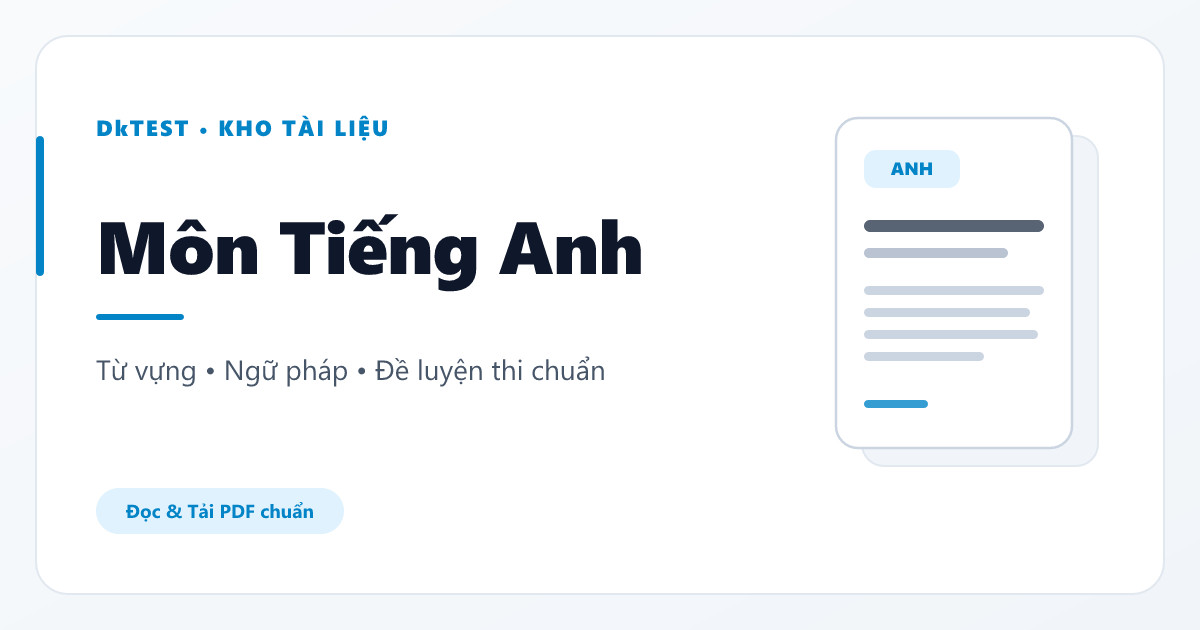 DkTEST • KHO TÀI LIỆU
Môn Tiếng Anh
Từ vựng • Ngữ pháp • Đề luyện thi chuẩn
Đọc & Tải PDF chuẩn
ANH